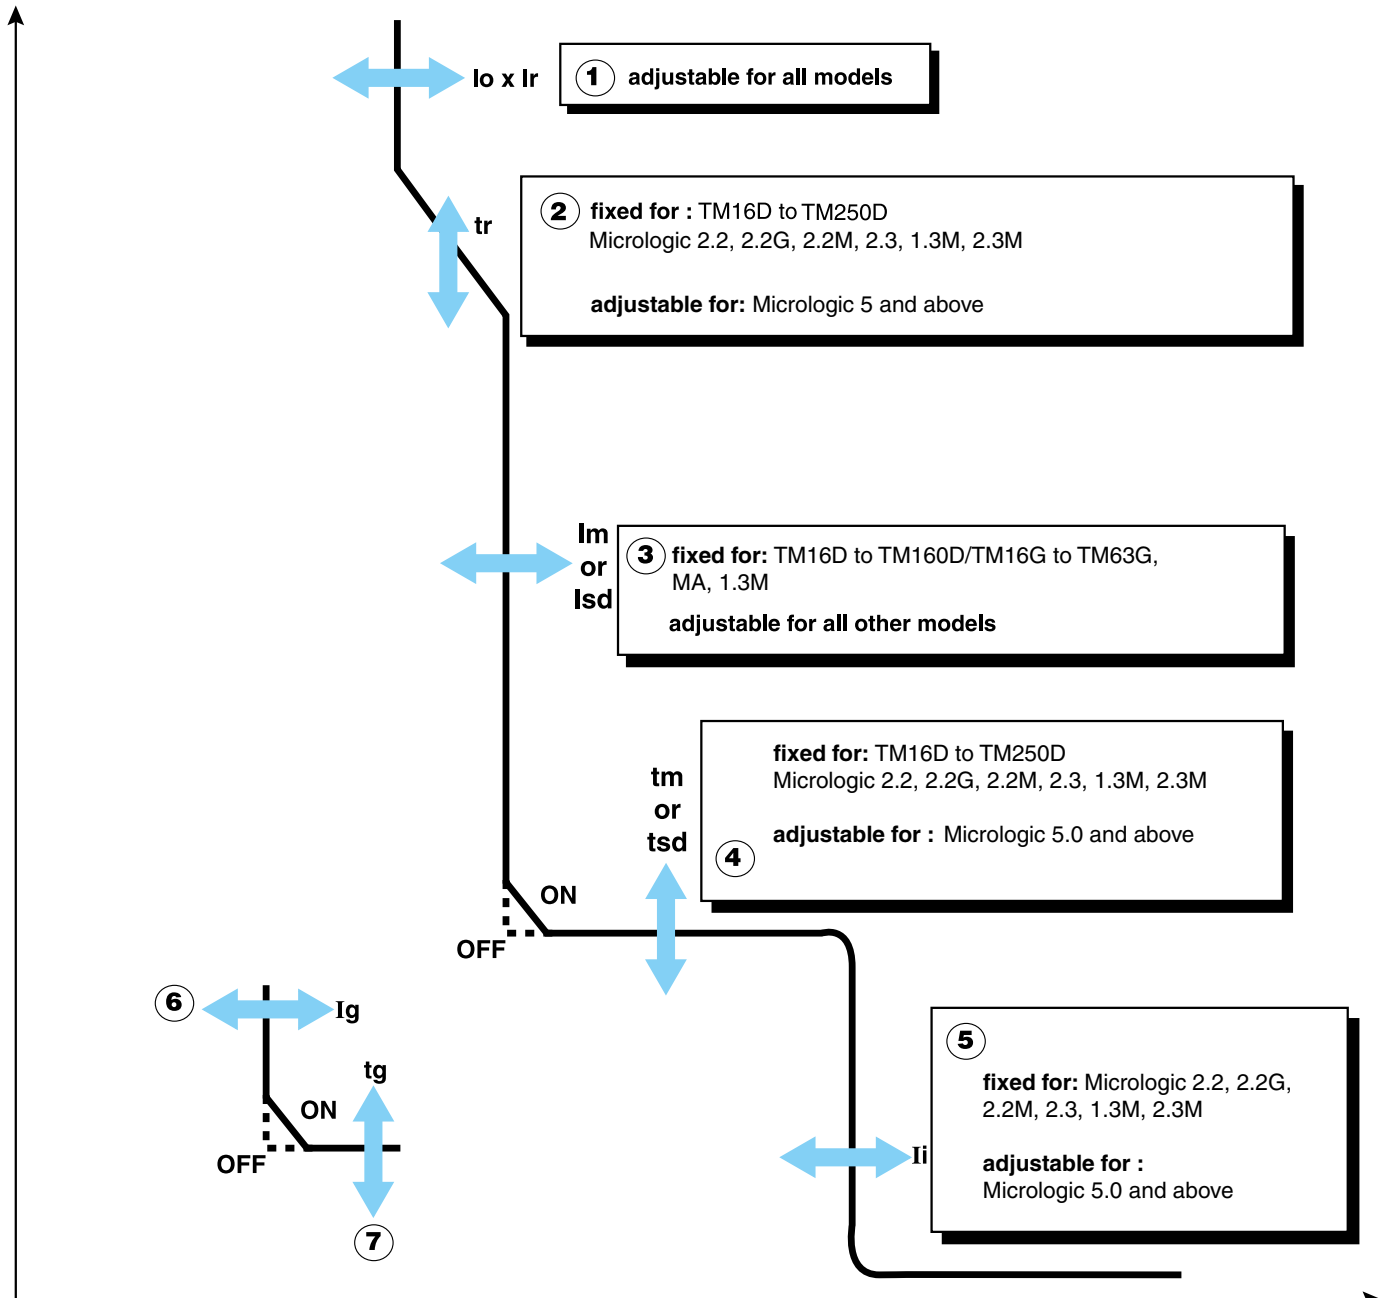 Io x Ir
1 adjustable for all models
2 fixed for : TM16D to TM250D
Micrologic 2.2, 2.2G, 2.2M, 2.3, 1.3M, 2.3M
adjustable for: Micrologic 5 and above
tr
Im
or
Isd
3 fixed for: TM16D to TM160D/TM16G to TM63G,
MA, 1.3M
adjustable for all other models
tm
or
tsd
fixed for: TM16D to TM250D
Micrologic 2.2, 2.2G, 2.2M, 2.3, 1.3M, 2.3M
adjustable for : Micrologic 5.0 and above
4
ON
OFF
6
Ig
tg
ON
OFF
7
Ii
5
fixed for: Micrologic 2.2, 2.2G,
2.2M, 2.3, 1.3M, 2.3M
adjustable for :
Micrologic 5.0 and above